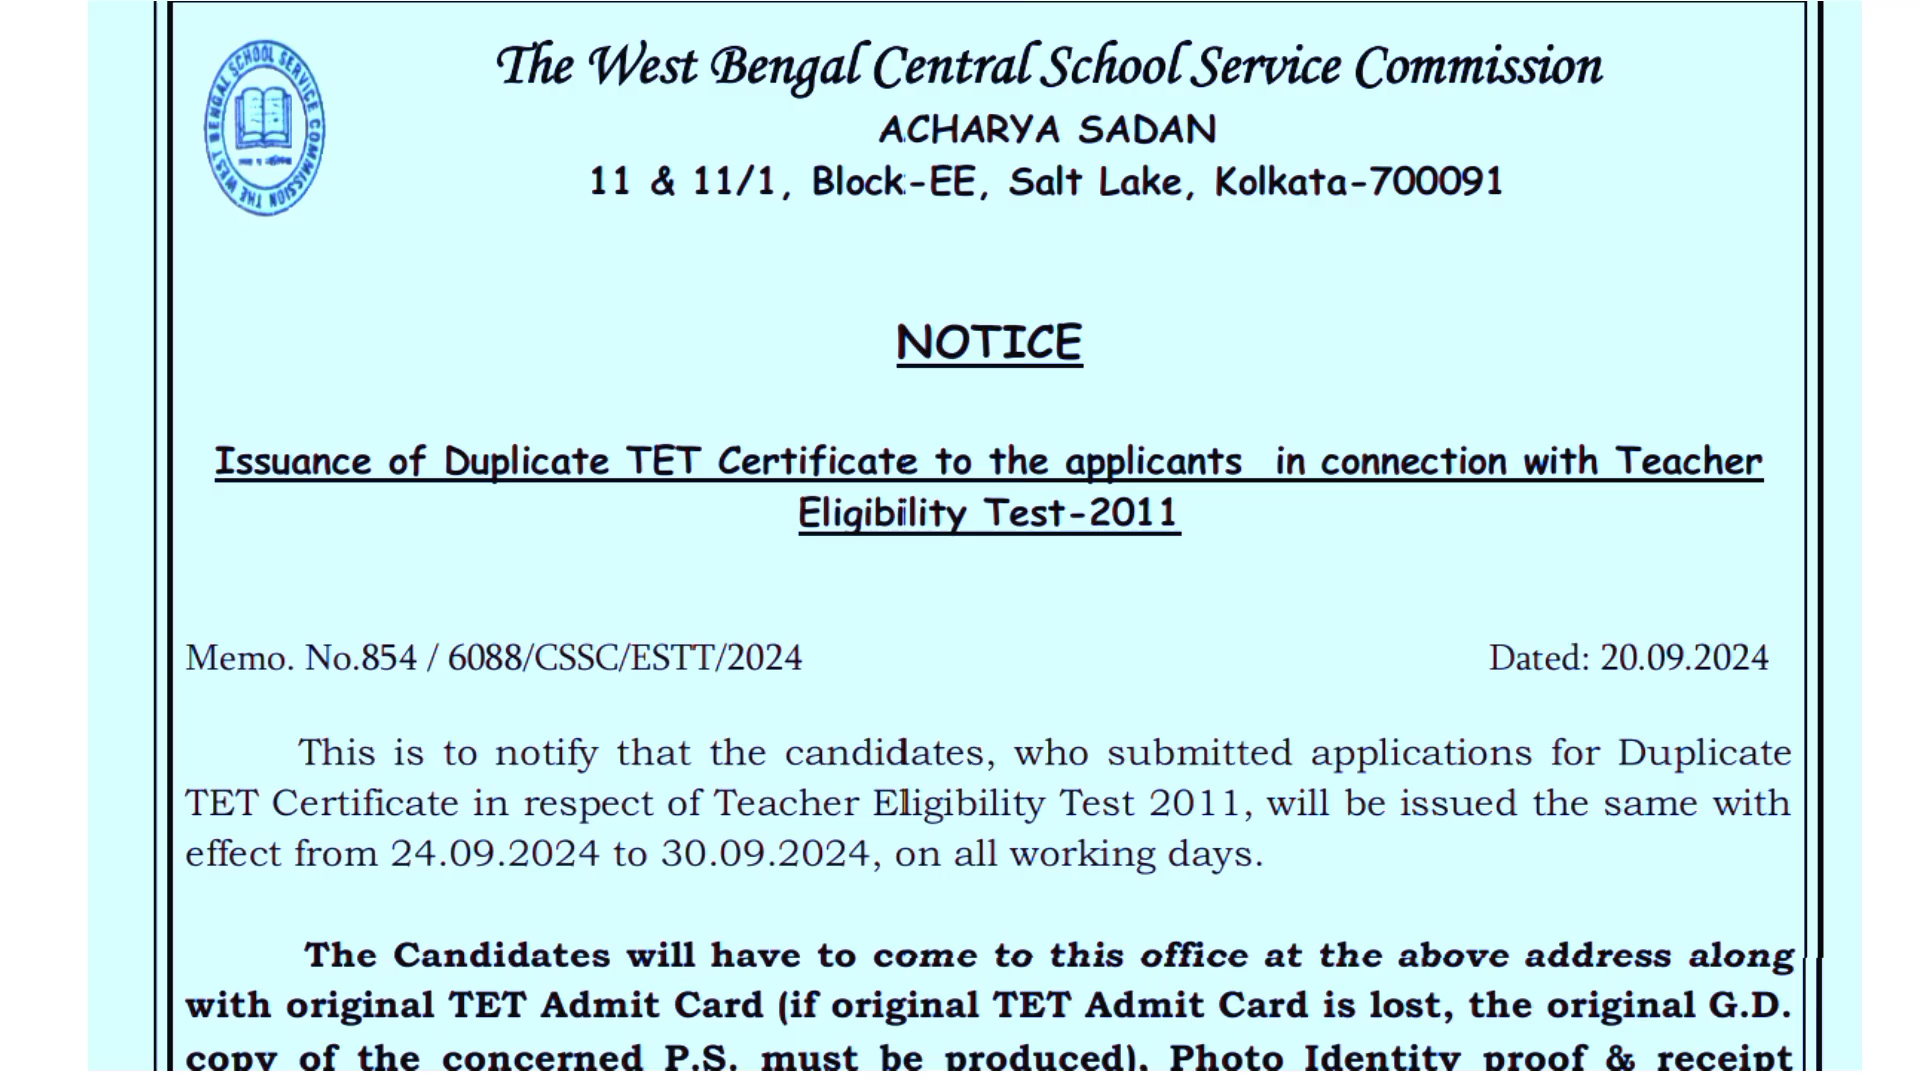 THE WEST BENGAL SCHOOL SERVICE COMMISSION
The West Bengal Central School Service Commission
ACHARYA SADAN
11 & 11/1, Block-EE, Salt Lake, Kolkata-700091
NOTICE
Issuance of Duplicate TET Certificate to the applicants in connection with Teacher
Eligibility Test-2011
Memo. No.854 / 6088/CSSC/ESTT/2024 Dated: 20.09.2024
This is to notify that the candidates, who submitted applications for Duplicate
TET Certificate in respect of Teacher Eligibility Test 2011, will be issued the same with
effect from 24.09.2024 to 30.09.2024, on all working days.
The Candidates will have to come to this office at the above address along
with original TET Admit Card (if original TET Admit Card is lost, the original G.D.
copy of the concerned P.S. must be produced), Photo Identity proof & receipt